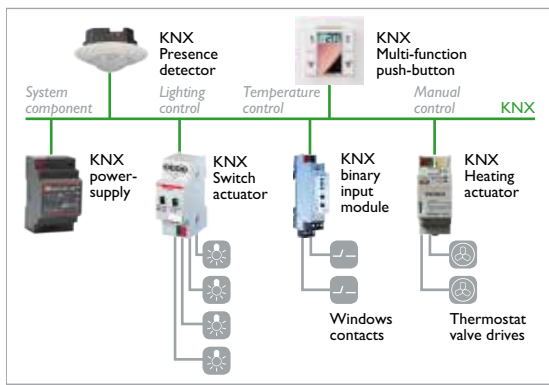 KNX
Presence
detector
KNX
Multi-function
push-button
System
component
Lighting
control
Temperature
control
Manual
control
KNX
KNX
power-
supply
KNX
Switch
actuator
KNX
binary
input
module
KNX
Heating
actuator
Windows
contacts
Thermostat
valve drives